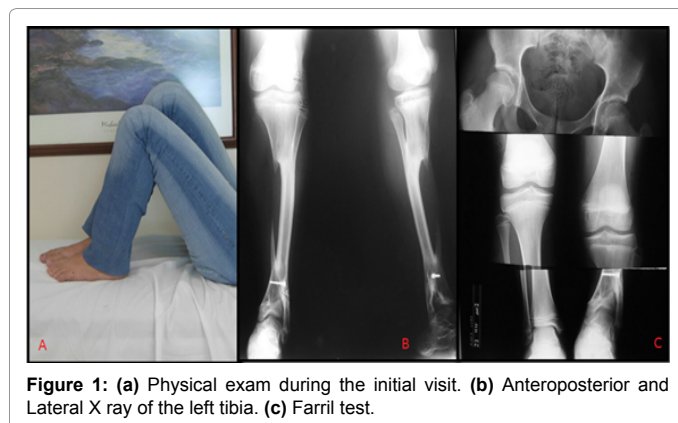 A
B
C
Figure 1: (a) Physical exam during the initial visit. (b) Anteroposterior and
Lateral X ray of the left tibia. (c) Farril test.